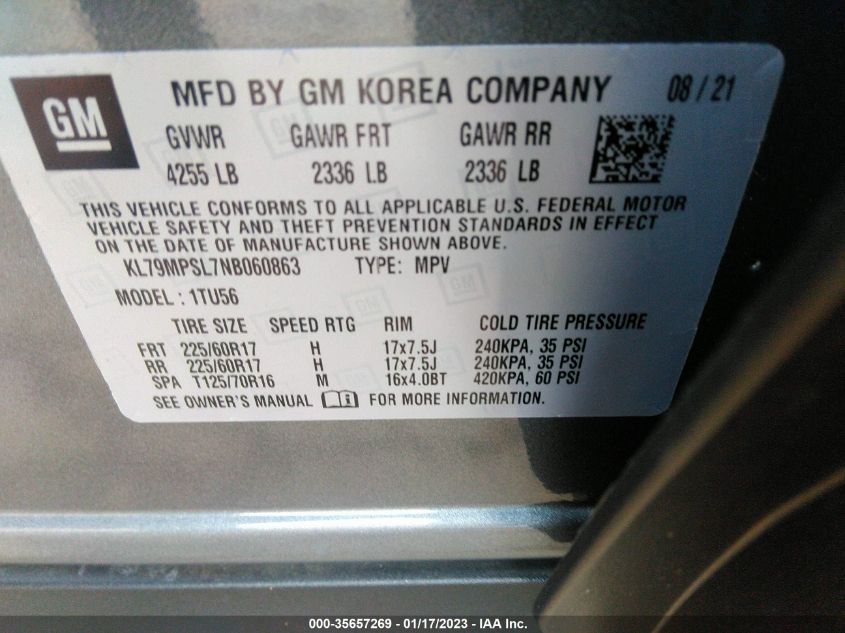 GM
MFD BY GM KOREA COMPANY 08 / 21
GVWR GAWR FRT GAWR RR
4255 LB 2336 LB 2336 LB
THIS VEHICLE CONFORMS TO ALL APPLICABLE U.S. FEDERAL MOTOR
VEHICLE SAFETY AND THEFT PREVENTION STANDARDS IN EFFECT
ON THE DATE OF MANUFACTURE SHOWN ABOVE.
KL79MPSL7NB060863 TYPE: MPV
MODEL : 1TU56
TIRE SIZE SPEED RTG RIM COLD TIRE PRESSURE
FRT 225/60R17 H 17x7.5J 240KPA, 35 PSI
RR 225/60R17 H 17x7.5J 240KPA, 35 PSI
SPA T125/70R16 M 16x4.0BT 420KPA, 60 PSI
SEE OWNER'S MANUAL FOR MORE INFORMATION.
000-35657269 - 01/17/2023 - IAA Inc.